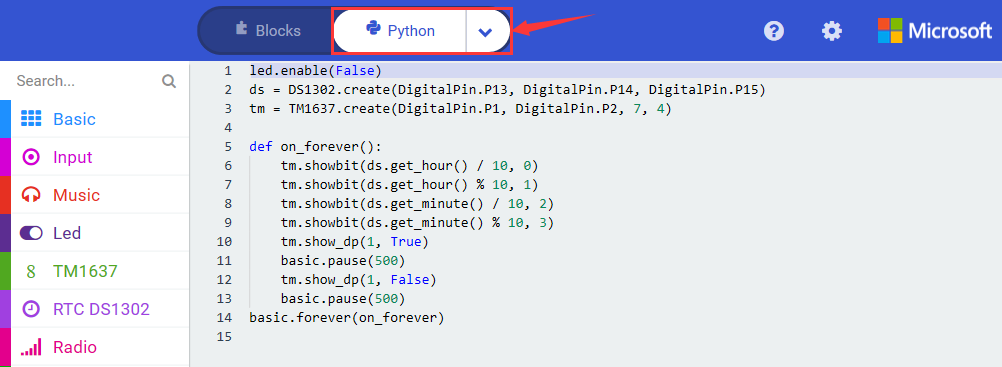 Blocks
Python
Microsoft
Search...
Basic
Input
Music
Led
8 TM1637
RTC DS1302
Radio
1 led.enable(False)
2 ds = DS1302.create(DigitalPin.P13, DigitalPin.P14, DigitalPin.P15)
3 tm = TM1637.create(DigitalPin.P1, DigitalPin.P2, 7, 4)
4
5 def on_forever():
6     tm.showbit(ds.get_hour() / 10, 0)
7     tm.showbit(ds.get_hour() % 10, 1)
8     tm.showbit(ds.get_minute() / 10, 2)
9     tm.showbit(ds.get_minute() % 10, 3)
10     tm.show_dp(1, True)
11     basic.pause(500)
12     tm.show_dp(1, False)
13     basic.pause(500)
14 basic.forever(on_forever)
15